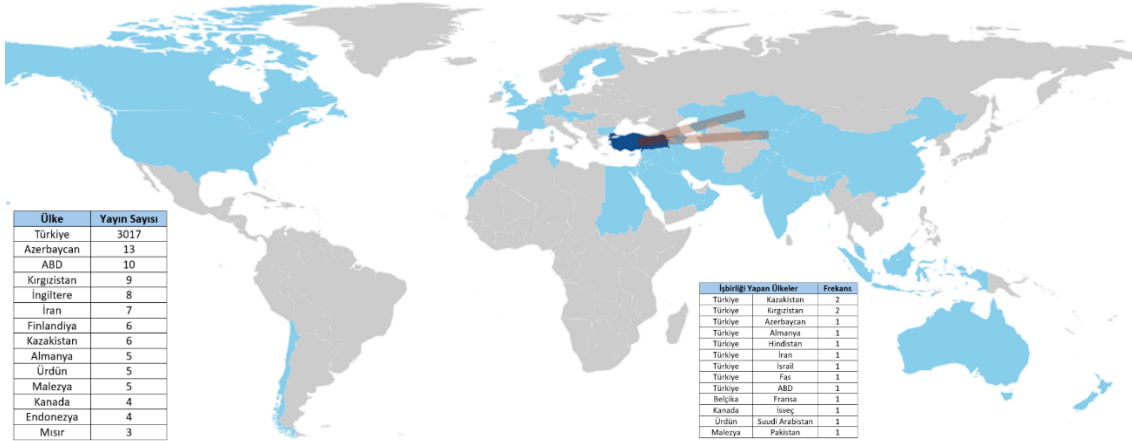 Ülke Yayın Sayısı
Türkiye 3017
Azerbaycan 13
ABD 10
Kırgızistan 9
İngiltere 8
İran 7
Finlandiya 6
Kazakistan 6
Almanya 5
Ürdün 5
Malezya 5
Kanada 4
Endonezya 4
Mısır 3
İşbirliği Yapan Ülkeler Frekans
Türkiye Kazakistan 2
Türkiye Kırgızistan 2
Türkiye Azerbaycan 1
Türkiye Almanya 1
Türkiye Hindistan 1
Türkiye İran 1
Türkiye İsrail 1
Türkiye Fas 1
Türkiye ABD 1
Belçika Fransa 1
Kanada İsveç 1
Ürdün Suudi Arabistan 1
Malezya Pakistan 1